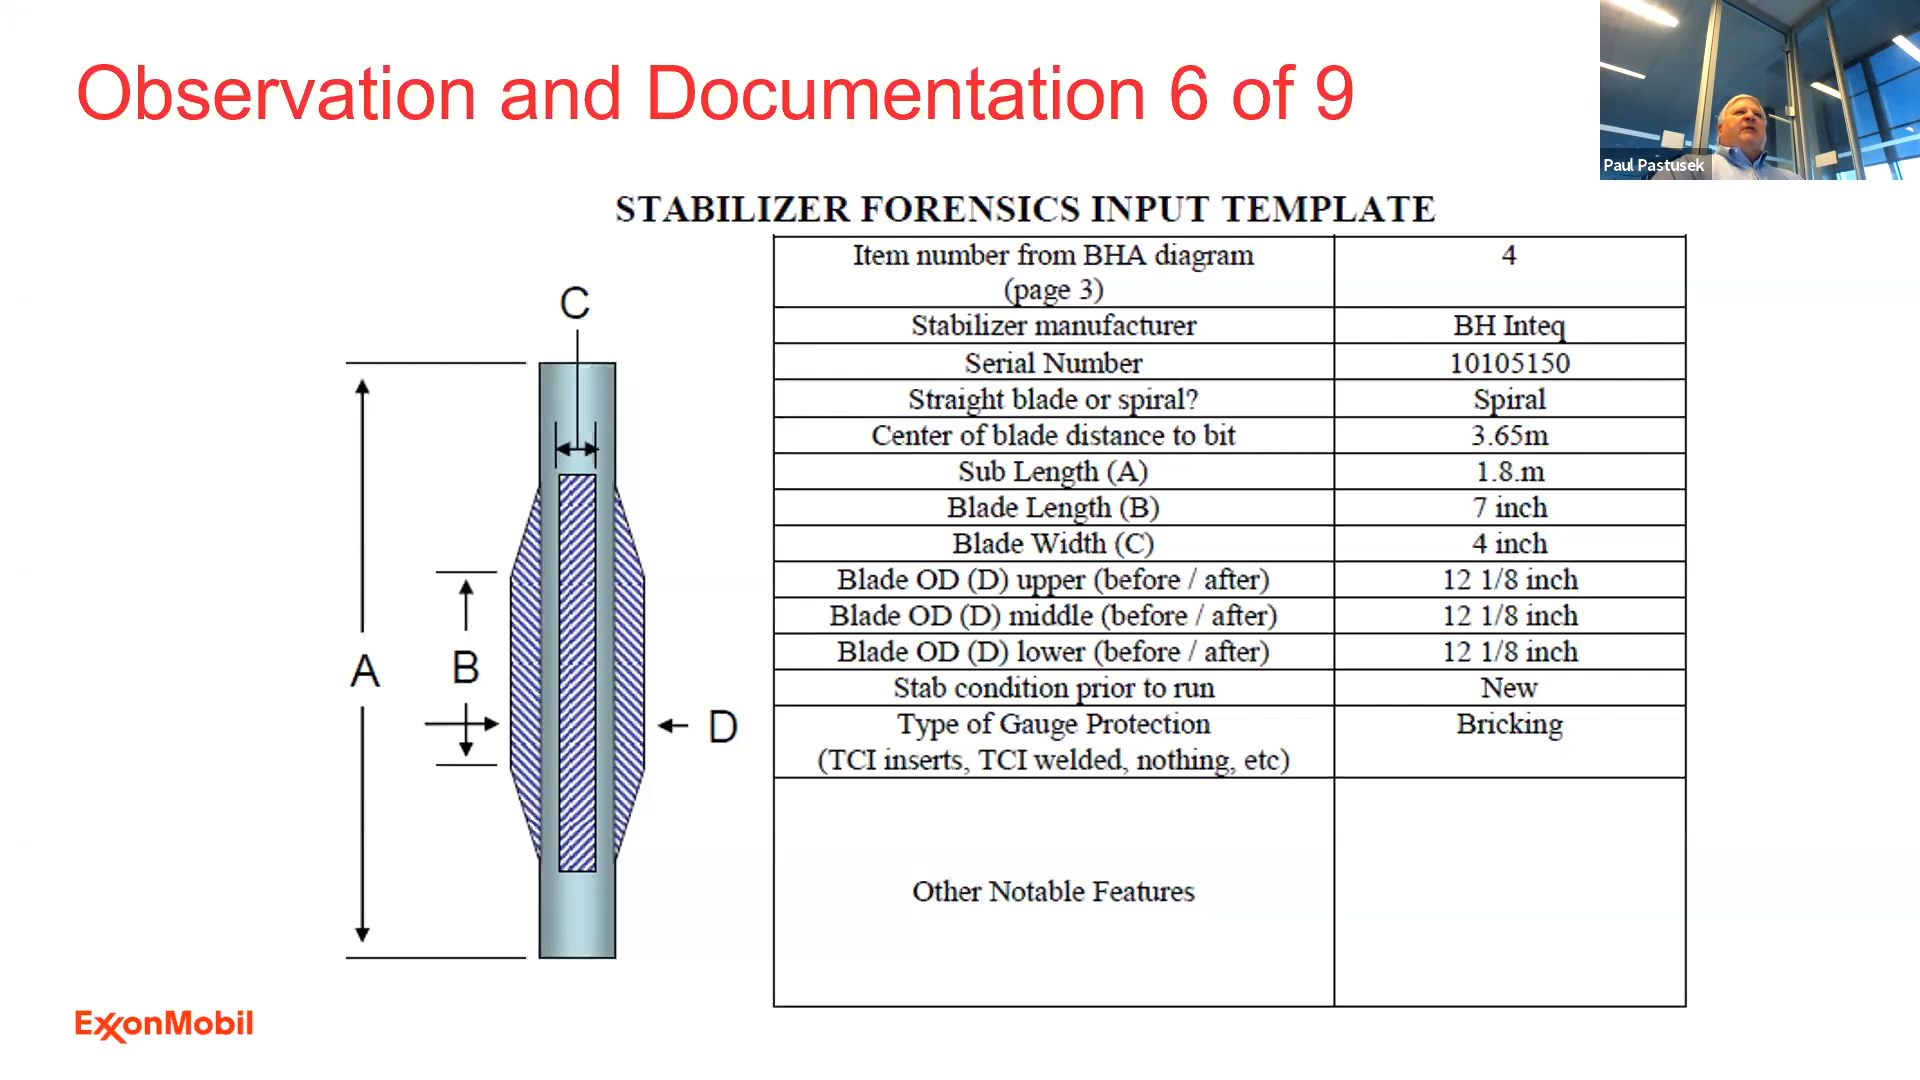 Observation and Documentation 6 of 9
Paul Pastusek
STABILIZER FORENSICS INPUT TEMPLATE
Item number from BHA diagram
(page 3)
4
Stabilizer manufacturer
BH Inteq
Serial Number
10105150
Straight blade or spiral?
Spiral
Center of blade distance to bit
3.65m
Sub Length (A)
1.8.m
Blade Length (B)
7 inch
Blade Width (C)
4 inch
Blade OD (D) upper (before / after)
12 1/8 inch
Blade OD (D) middle (before / after)
12 1/8 inch
Blade OD (D) lower (before / after)
12 1/8 inch
Stab condition prior to run
New
Type of Gauge Protection
(TCI inserts, TCI welded, nothing, etc)
Bricking
Other Notable Features
C
A
B
D
ExxonMobil